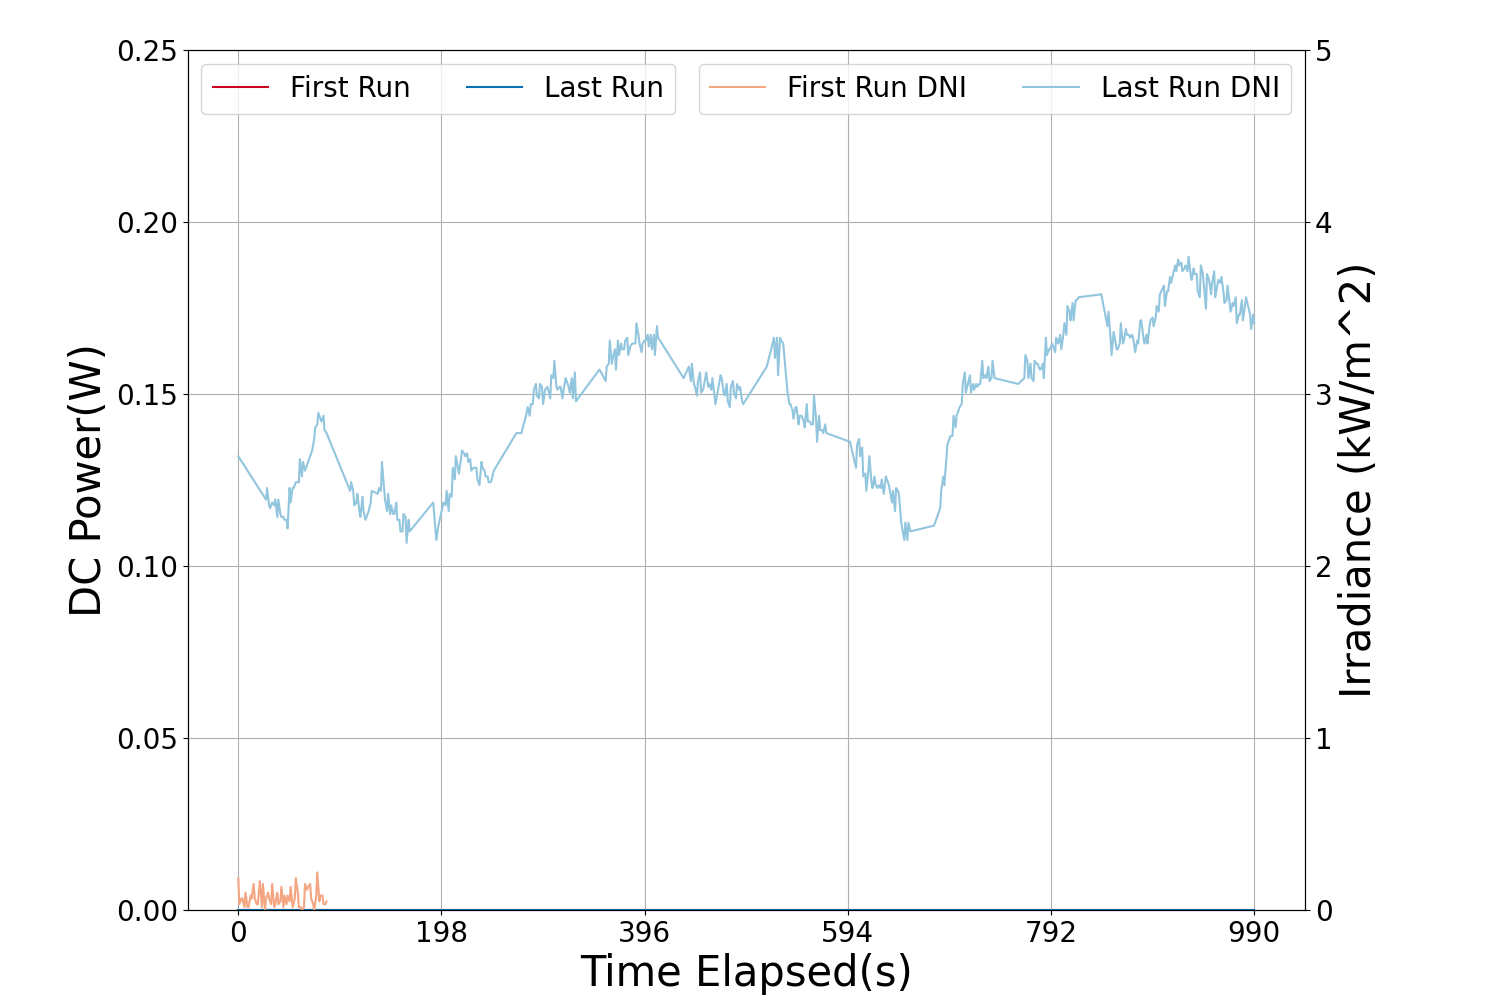 First Run
Last Run
First Run DNI
Last Run DNI
0.25
0.20
0.15
0.10
0.05
0.00
DC Power(W)
5
4
3
2
1
0
Irradiance (kW/m^2)
0
198
396
594
792
990
Time Elapsed(s)